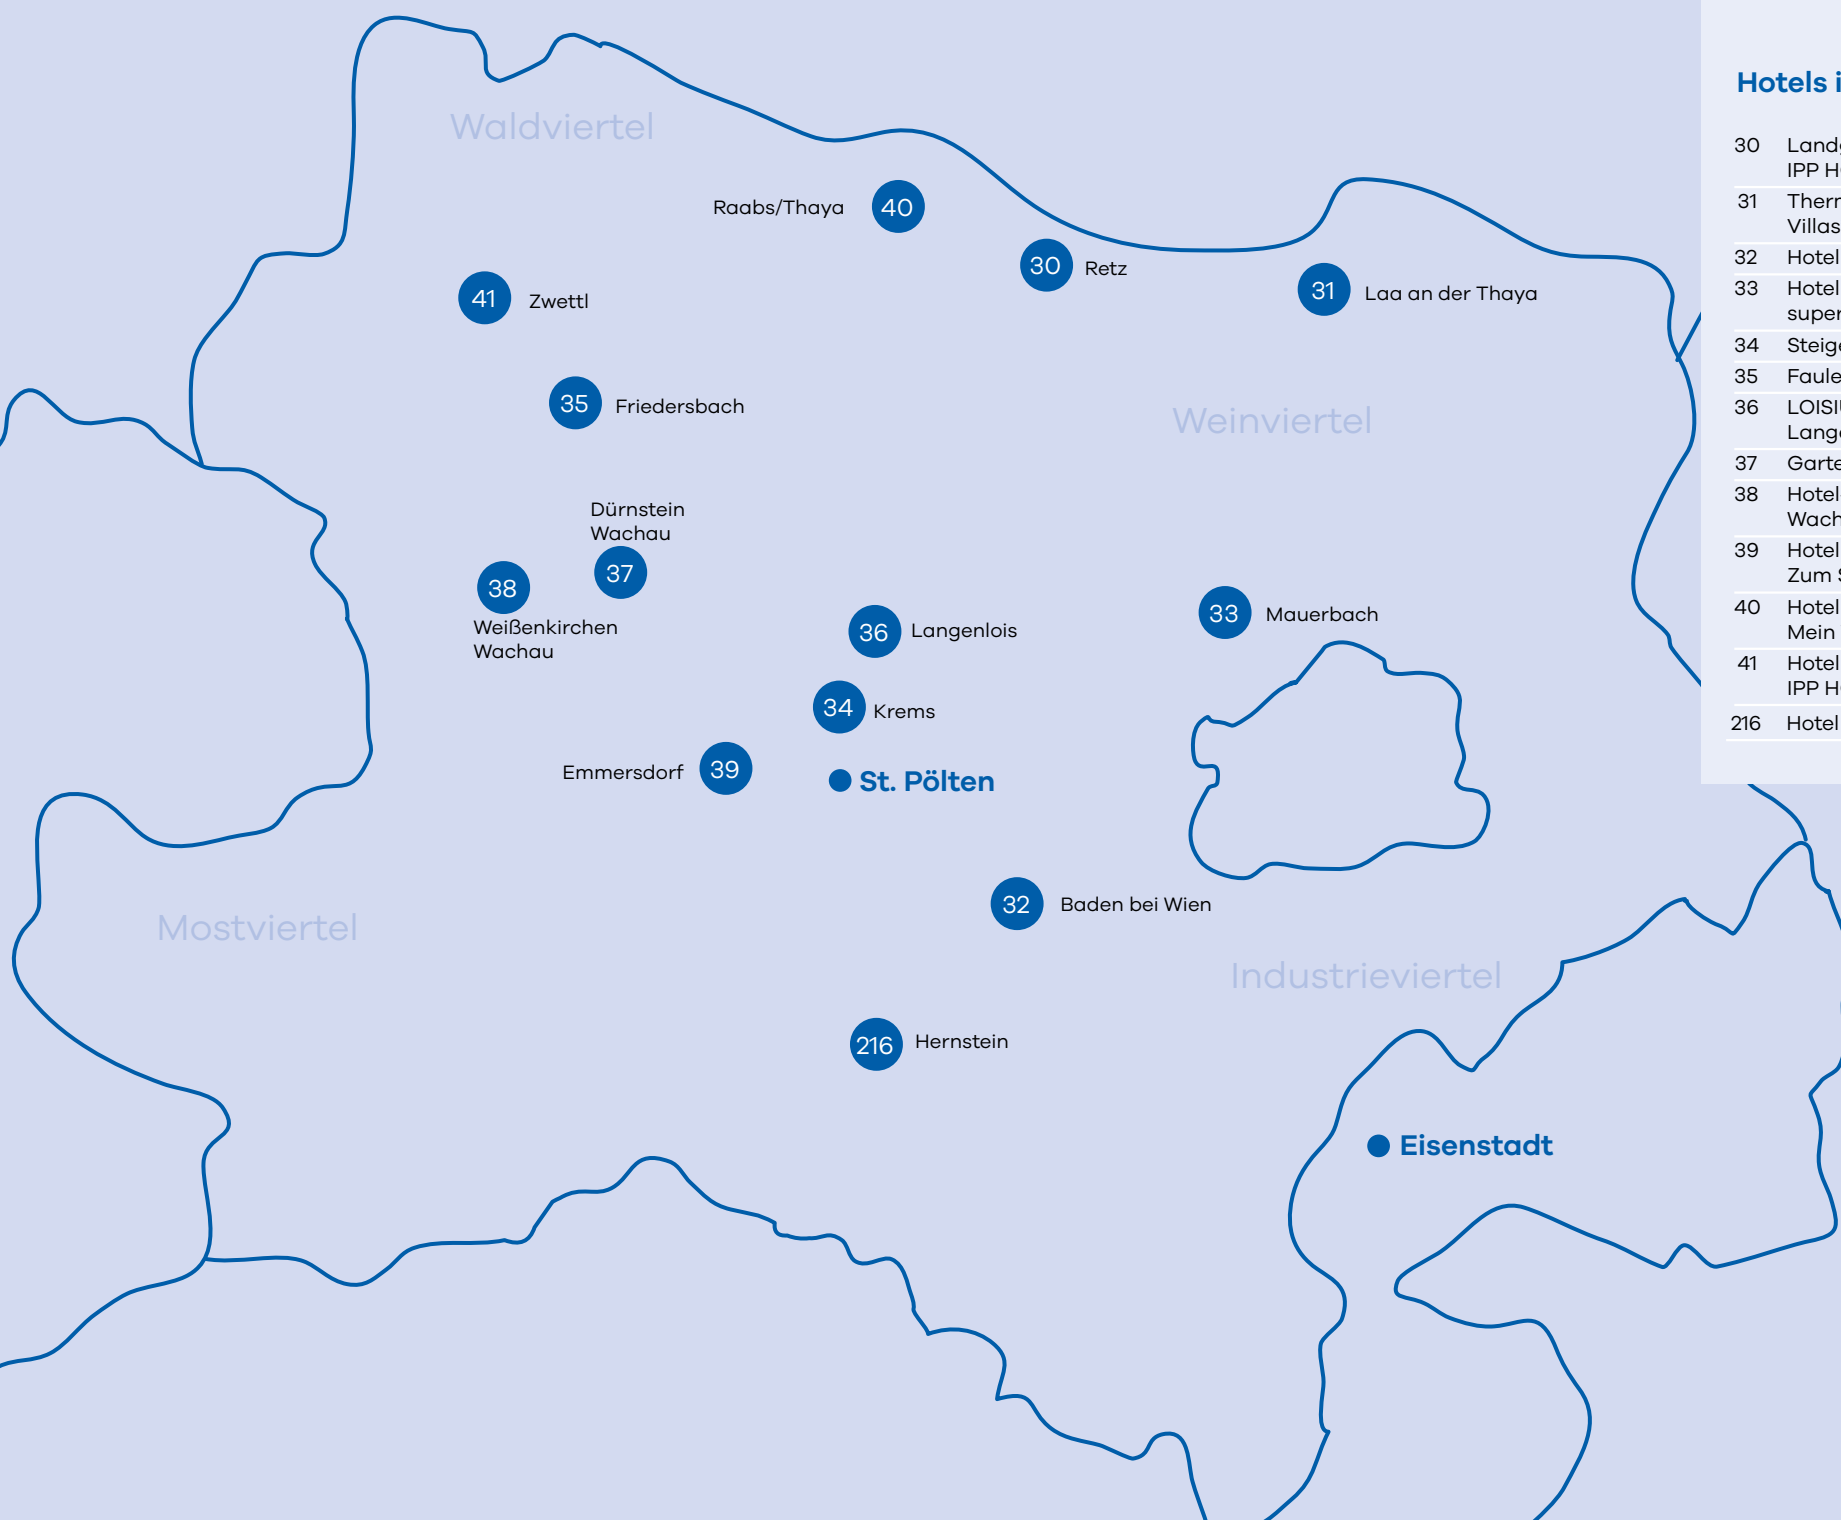 Waldviertel
Raabs/Thaya
40
30
Retz
41
Zwettl
31
Laa an der Thaya
35
Friedersbach
Weinviertel
Dürnstein
Wachau
37
38
Weißenkirchen
Wachau
36
Langenlois
33
Mauerbach
34
Krems
Emmersdorf
39
St. Pölten
32
Baden bei Wien
Mostviertel
Industrieviertel
216
Hernstein
Eisenstadt
Hotels
30
IPP
31
Villas
32 Hotel
33 Hotel
34
35
36
37
38
39 Hotel
Zum
40 Hotel
Mein
41 Hotel
IPP
216 Hotel